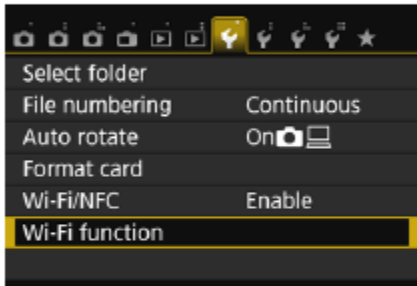 Select folder
File numbering Continuous
Auto rotate On
Format card
Wi-Fi/NFC Enable
Wi-Fi function